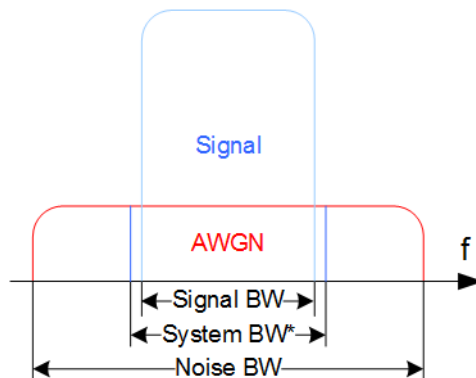 Signal
AWGN
f
Signal BW
System BW*
Noise BW